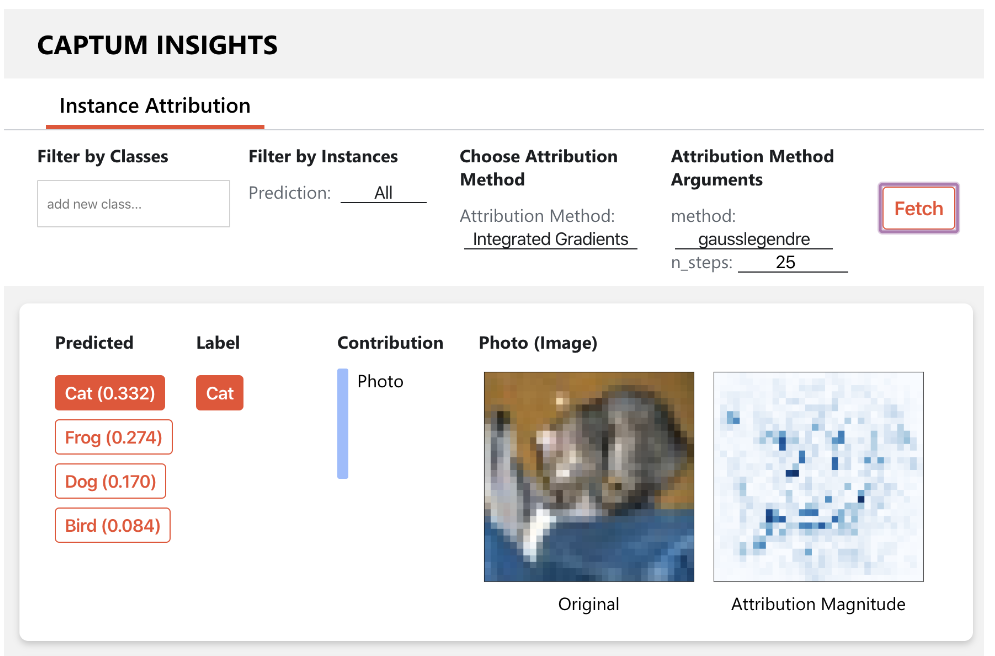 CAPTUM INSIGHTS
Instance Attribution
Filter by Classes
add new class...
Filter by Instances
Prediction: All
Choose Attribution
Method
Attribution Method:
Integrated Gradients
Attribution Method
Arguments
method:
gausslegendre
n_steps: 25
Fetch
Predicted
Cat (0.332)
Frog (0.274)
Dog (0.170)
Bird (0.084)
Label
Cat
Contribution
Photo
Photo (Image)
Original
Attribution Magnitude